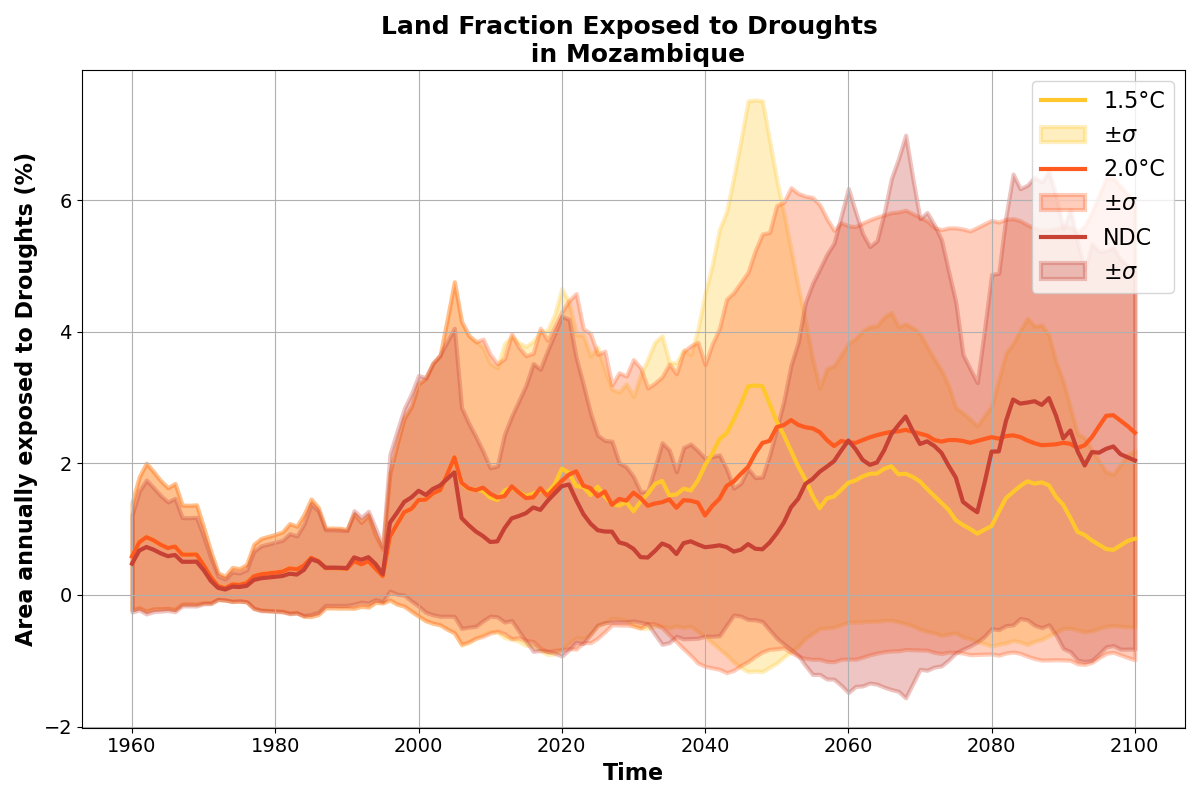 Land Fraction Exposed to Droughts
in Mozambique
Area annually exposed to Droughts (%)
6
4
2
0
−2
1960
1980
2000
2020
2040
2060
2080
2100
Time
1.5°C
±σ
2.0°C
±σ
NDC
±σ